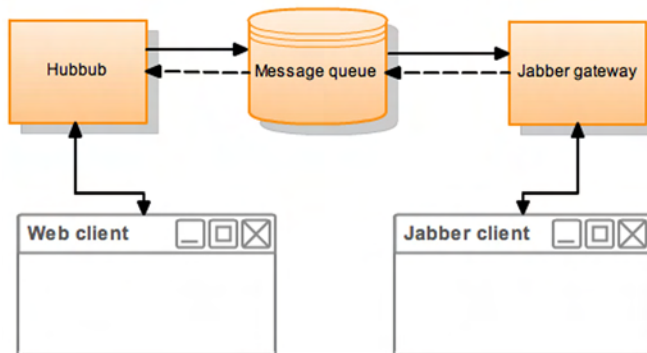 Hubbub
Message queue
Jabber gateway
Web client
Jabber client